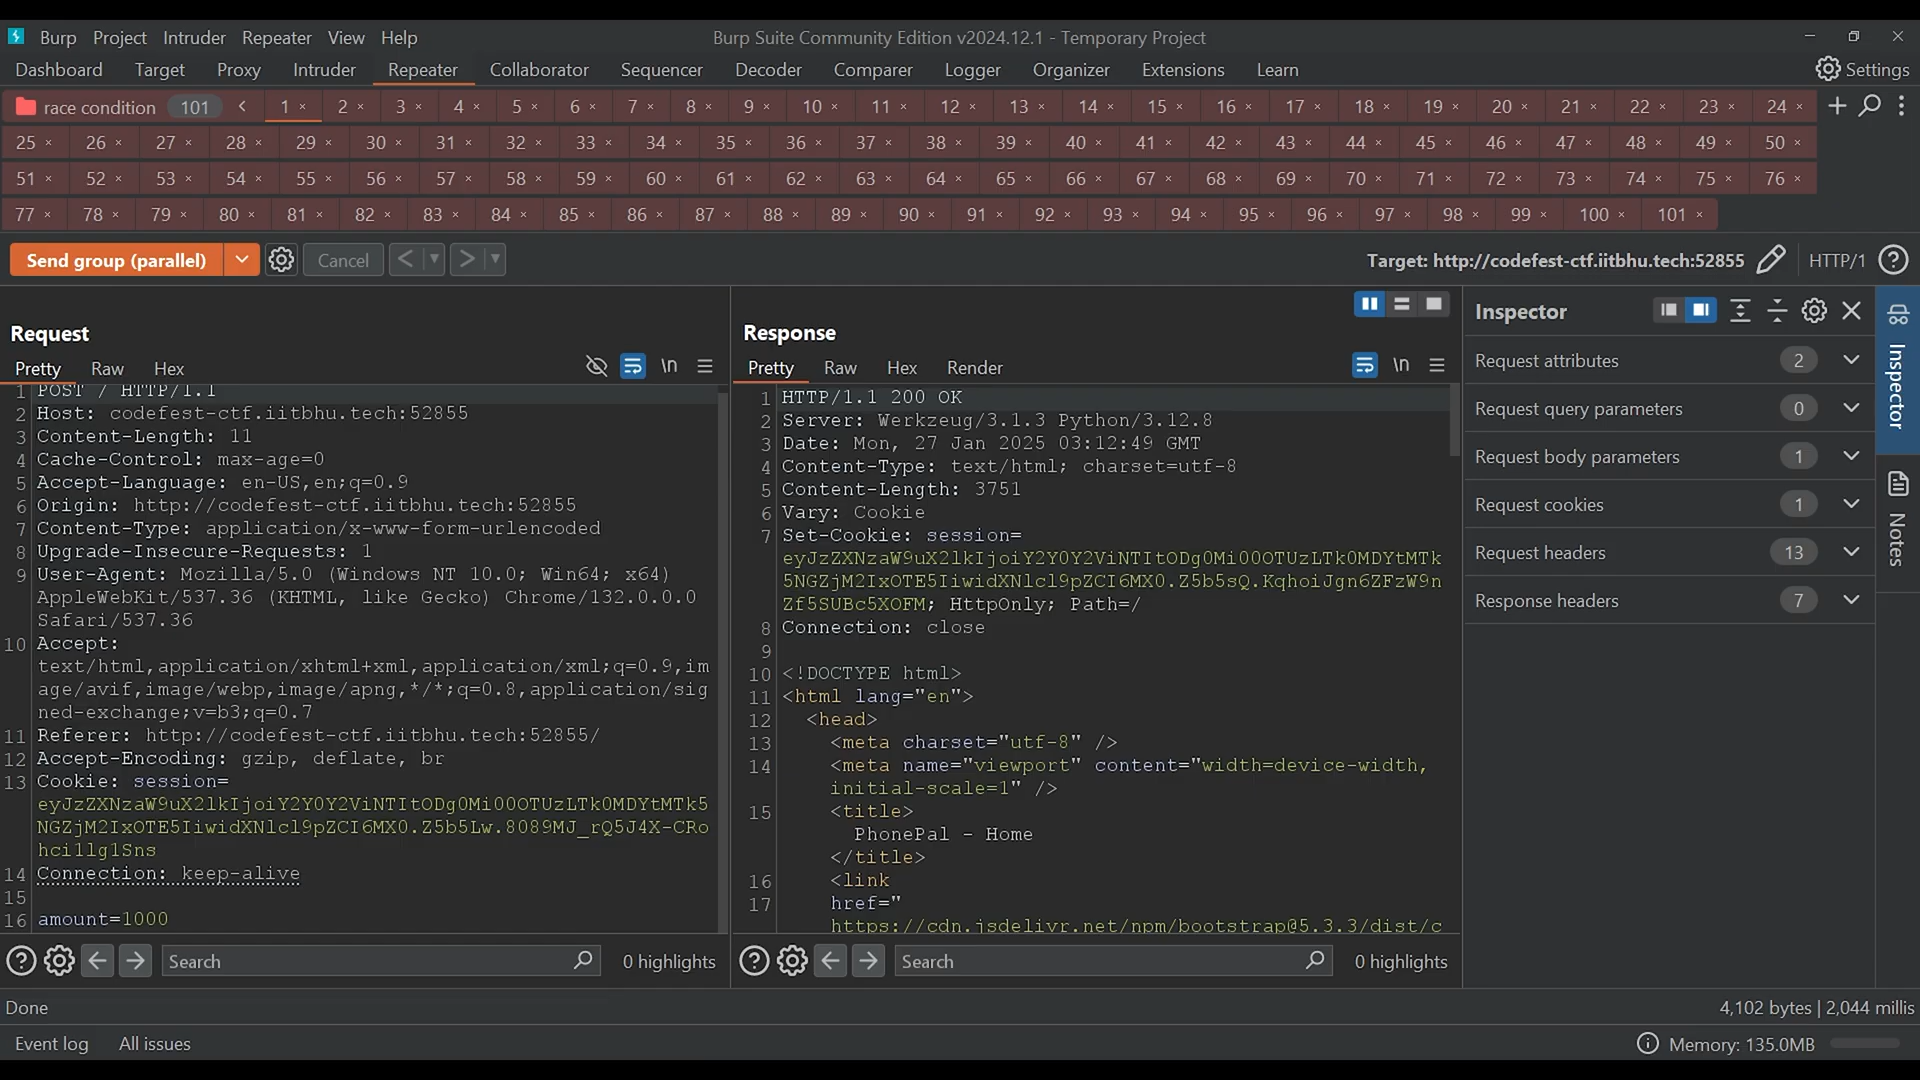 Burp Project Intruder Repeater View Help
Burp Suite Community Edition v2024.12.1 - Temporary Project
Dashboard Target Proxy Intruder Repeater Collaborator Sequencer Decoder Comparer Logger Organizer Extensions Learn Settings
race condition 101 < 1 × 2 × 3 × 4 × 5 × 6 × 7 × 8 × 9 × 10 × 11 × 12 × 13 × 14 × 15 × 16 × 17 × 18 × 19 × 20 × 21 × 22 × 23 × 24 ×
25 × 26 × 27 × 28 × 29 × 30 × 31 × 32 × 33 × 34 × 35 × 36 × 37 × 38 × 39 × 40 × 41 × 42 × 43 × 44 × 45 × 46 × 47 × 48 × 49 × 50 ×
51 × 52 × 53 × 54 × 55 × 56 × 57 × 58 × 59 × 60 × 61 × 62 × 63 × 64 × 65 × 66 × 67 × 68 × 69 × 70 × 71 × 72 × 73 × 74 × 75 × 76 ×
77 × 78 × 79 × 80 × 81 × 82 × 83 × 84 × 85 × 86 × 87 × 88 × 89 × 90 × 91 × 92 × 93 × 94 × 95 × 96 × 97 × 98 × 99 × 100 × 101 ×
Send group (parallel) Cancel < >
Target: http://codefest-ctf.iitbhu.tech:52855 HTTP/1
Request
Pretty Raw Hex \n
1 POST / HTTP/1.1
2 Host: codefest-ctf.iitbhu.tech:52855
3 Content-Length: 11
4 Cache-Control: max-age=0
5 Accept-Language: en-US,en;q=0.9
6 Origin: http://codefest-ctf.iitbhu.tech:52855
7 Content-Type: application/x-www-form-urlencoded
8 Upgrade-Insecure-Requests: 1
9 User-Agent: Mozilla/5.0 (Windows NT 10.0; Win64; x64)
AppleWebKit/537.36 (KHTML, like Gecko) Chrome/132.0.0.0
Safari/537.36
10 Accept:
text/html,application/xhtml+xml,application/xml;q=0.9,im
age/avif,image/webp,image/apng,*/*;q=0.8,application/sig
ned-exchange;v=b3;q=0.7
11 Referer: http://codefest-ctf.iitbhu.tech:52855/
12 Accept-Encoding: gzip, deflate, br
13 Cookie: session=
eyJzZXNzaW9uX2lkIjoiY2Y0Y2ViNTItODg0Mi00OTUzLTk0MDYtMTk5
NGZjM2IxOTE5IiwidXNlcl9pZCI6MX0.Z5b5Lw.8089MJ_rQ5J4X-CRo
hci1lg1Sns
14 Connection: keep-alive
15
16 amount=1000
Search
0 highlights
Response
Pretty Raw Hex Render \n
1 HTTP/1.1 200 OK
2 Server: Werkzeug/3.1.3 Python/3.12.8
3 Date: Mon, 27 Jan 2025 03:12:49 GMT
4 Content-Type: text/html; charset=utf-8
5 Content-Length: 3751
6 Vary: Cookie
7 Set-Cookie: session=
eyJzZXNzaW9uX2lkIjoiY2Y0Y2ViNTItODg0Mi00OTUzLTk0MDYtMTk
5NGZjM2IxOTE5IiwidXNlcl9pZCI6MX0.Z5b5sQ.KqhoiJgn6ZFzW9n
Zf5SUBc5XOFM; HttpOnly; Path=/
8 Connection: close
9
10 <!DOCTYPE html>
11 <html lang="en">
12 <head>
13 <meta charset="utf-8" />
14 <meta name="viewport" content="width=device-width,
initial-scale=1" />
15 <title>
PhonePal - Home
</title>
16 <link
17 href="
https://cdn.jsdelivr.net/npm/bootstrap@5.3.3/dist/c
Search
0 highlights
Inspector
Request attributes 2
Request query parameters 0
Request body parameters 1
Request cookies 1
Request headers 13
Response headers 7
Inspector
Notes
Done
4,102 bytes | 2,044 millis
Event log All issues
Memory: 135.0MB